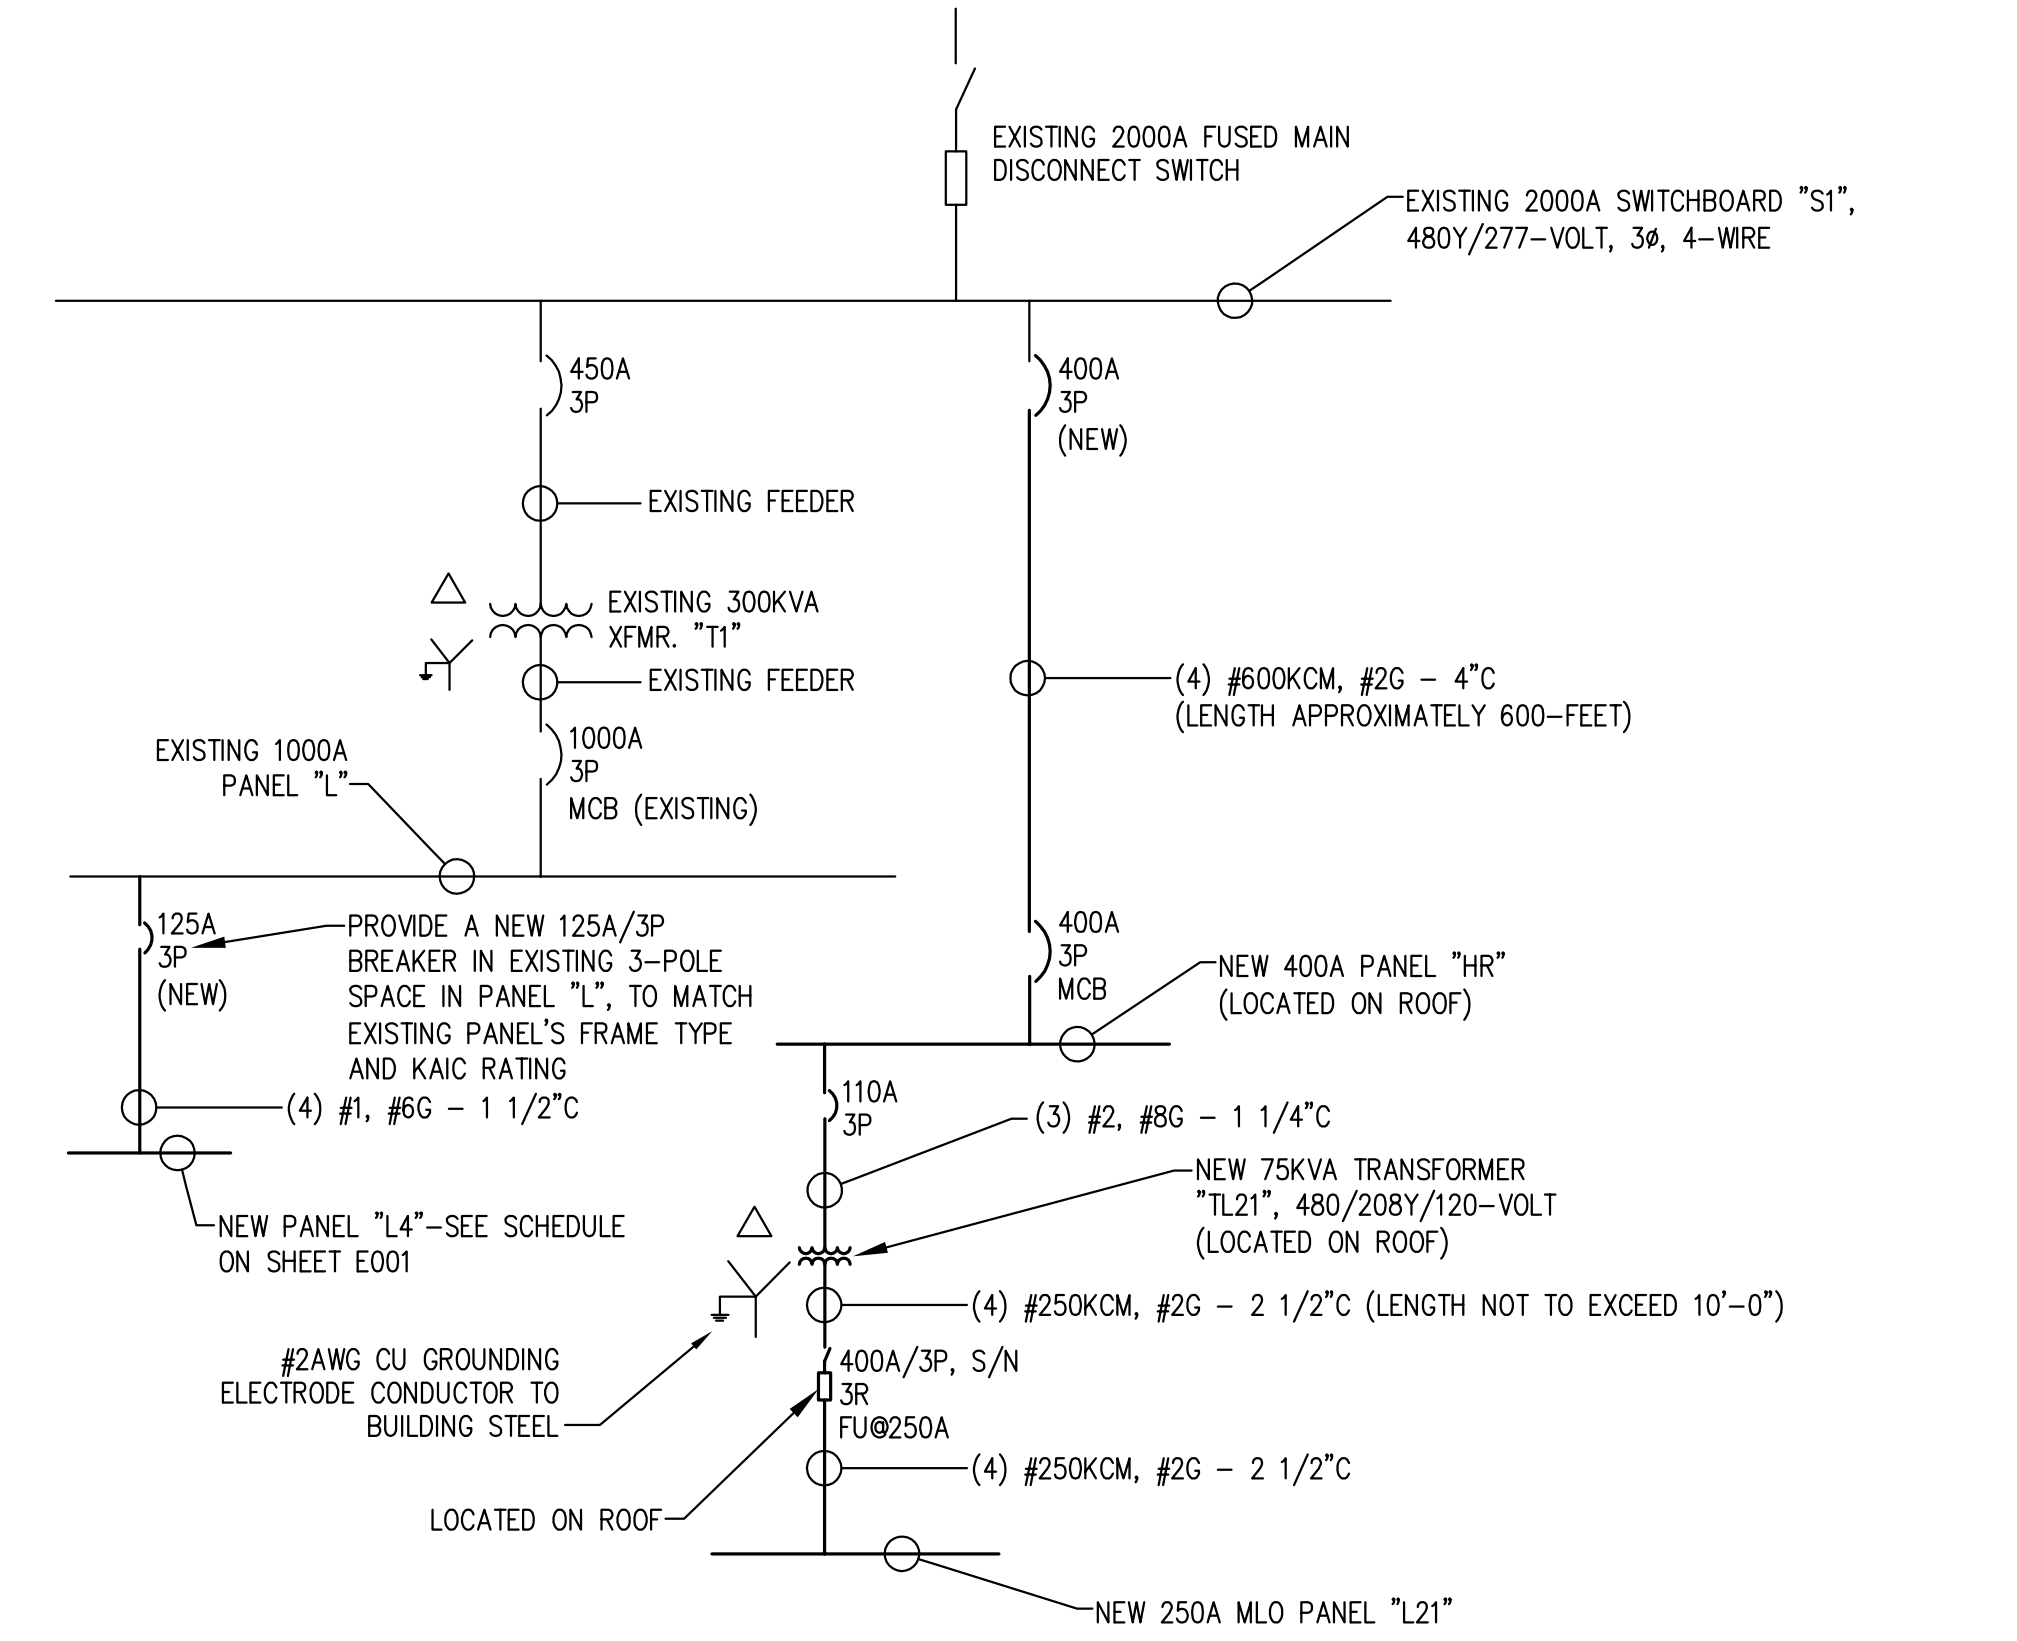 EXISTING 2000A FUSED MAIN
DISCONNECT SWITCH
EXISTING 2000A SWITCHBOARD "S1",
480Y/277-VOLT, 3ø, 4-WIRE
450A
3P
400A
3P
(NEW)
EXISTING FEEDER
EXISTING 300KVA
XFMR. "T1"
EXISTING FEEDER
(4) #600KCM, #2G - 4"C
(LENGTH APPROXIMATELY 600-FEET)
1000A
3P
MCB (EXISTING)
EXISTING 1000A
PANEL "L"
125A
3P
(NEW)
PROVIDE A NEW 125A/3P
BREAKER IN EXISTING 3-POLE
SPACE IN PANEL "L", TO MATCH
EXISTING PANEL'S FRAME TYPE
AND KAIC RATING
400A
3P
MCB
NEW 400A PANEL "HR"
(LOCATED ON ROOF)
(4) #1, #6G - 1 1/2"C
110A
3P
(3) #2, #8G - 1 1/4"C
NEW 75KVA TRANSFORMER
"TL21", 480/208Y/120-VOLT
(LOCATED ON ROOF)
NEW PANEL "L4"-SEE SCHEDULE
ON SHEET E001
(4) #250KCM, #2G - 2 1/2"C (LENGTH NOT TO EXCEED 10'-0")
#2AWG CU GROUNDING
ELECTRODE CONDUCTOR TO
BUILDING STEEL
400A/3P, S/N
3R
FU@250A
(4) #250KCM, #2G - 2 1/2"C
LOCATED ON ROOF
NEW 250A MLO PANEL "L21"